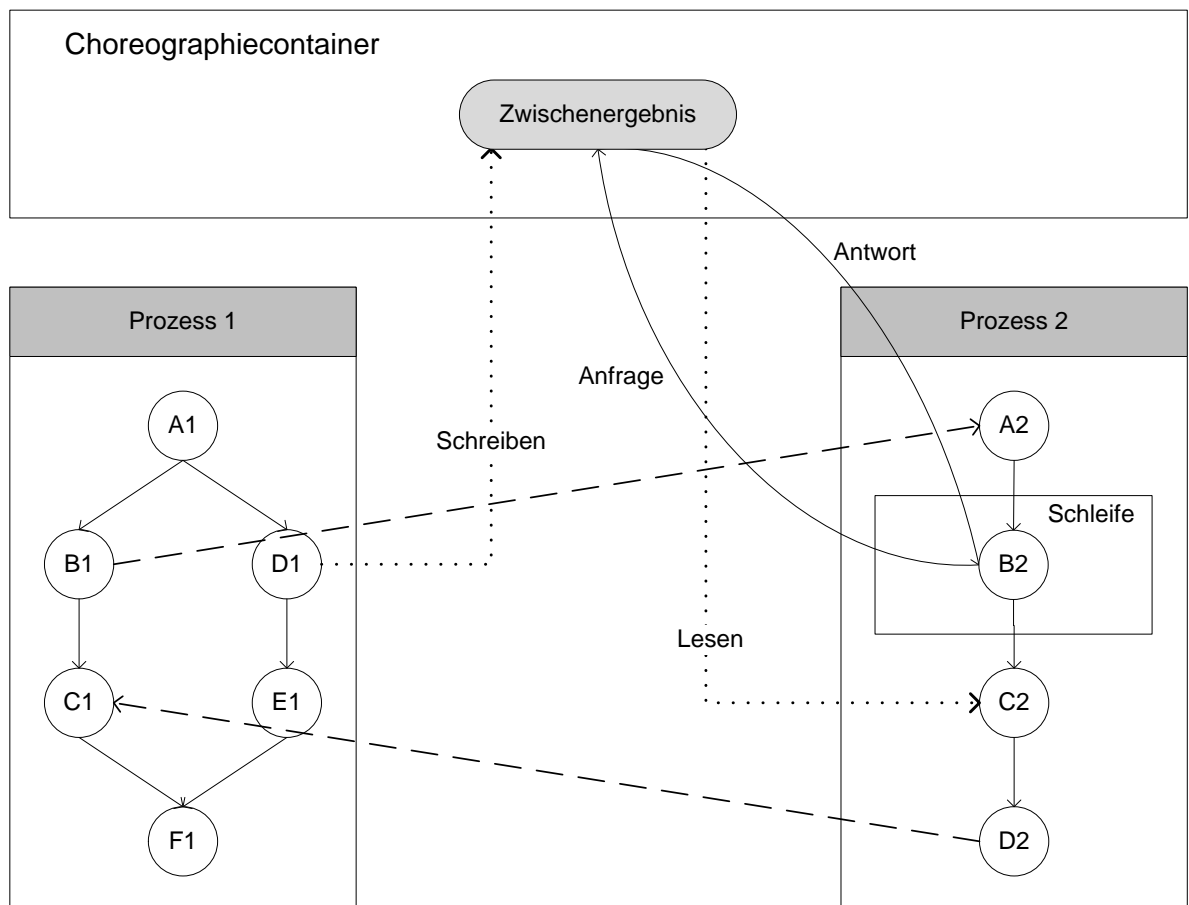 Choreographiecontainer
Zwischenergebnis
Antwort
Prozess 1
Prozess 2
Anfrage
A1
A2
Schreiben
Schleife
B1
D1
B2
Lesen
C1
E1
C2
F1
D2